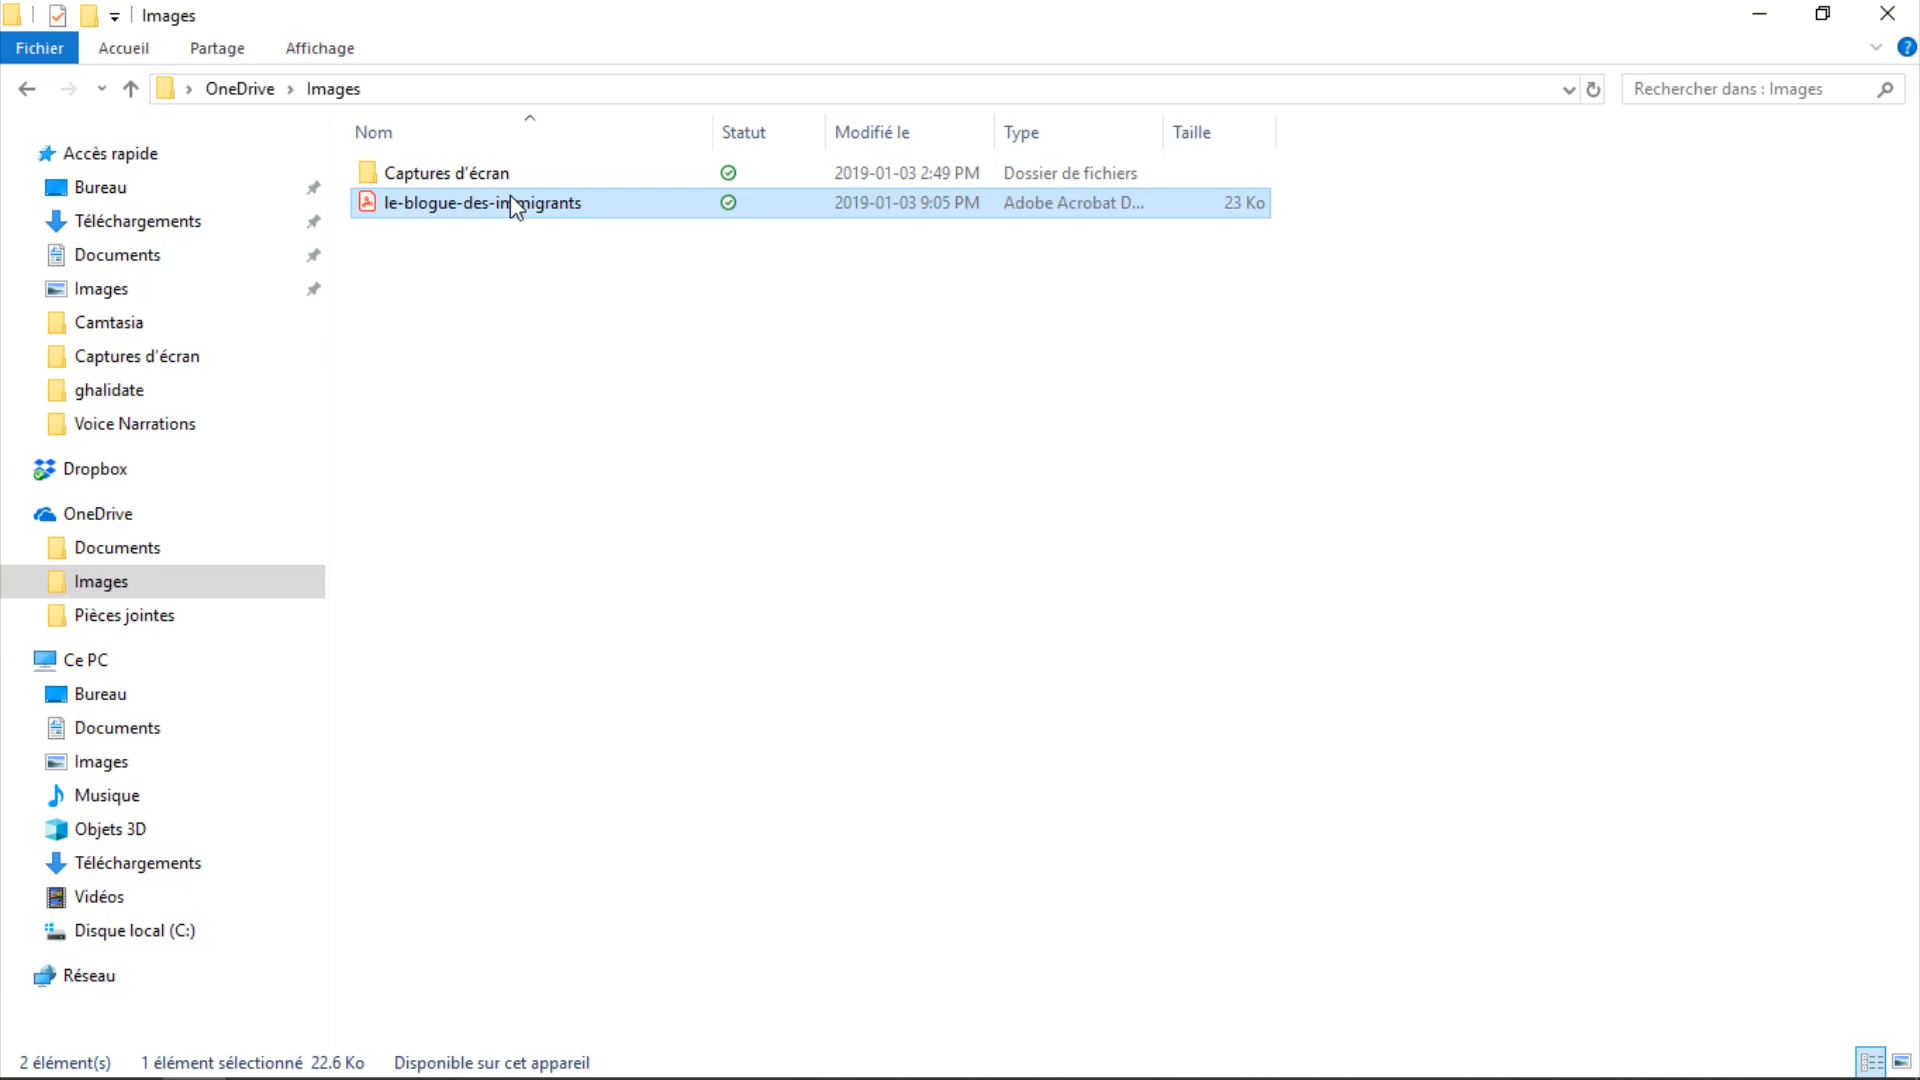 Images
Fichier Accueil Partage Affichage
OneDrive Images Rechercher dans : Images
Nom Statut Modifié le Type Taille
Captures d'écran 2019-01-03 2:49 PM Dossier de fichiers
le-blogue-des-immigrants 2019-01-03 9:05 PM Adobe Acrobat D... 23 Ko
Accès rapide
Bureau
Téléchargements
Documents
Images
Camtasia
Captures d'écran
ghalidate
Voice Narrations
Dropbox
OneDrive
Documents
Images
Pièces jointes
Ce PC
Bureau
Documents
Images
Musique
Objets 3D
Téléchargements
Vidéos
Disque local (C:)
Réseau
2 élément(s) 1 élément sélectionné 22.6 Ko Disponible sur cet appareil